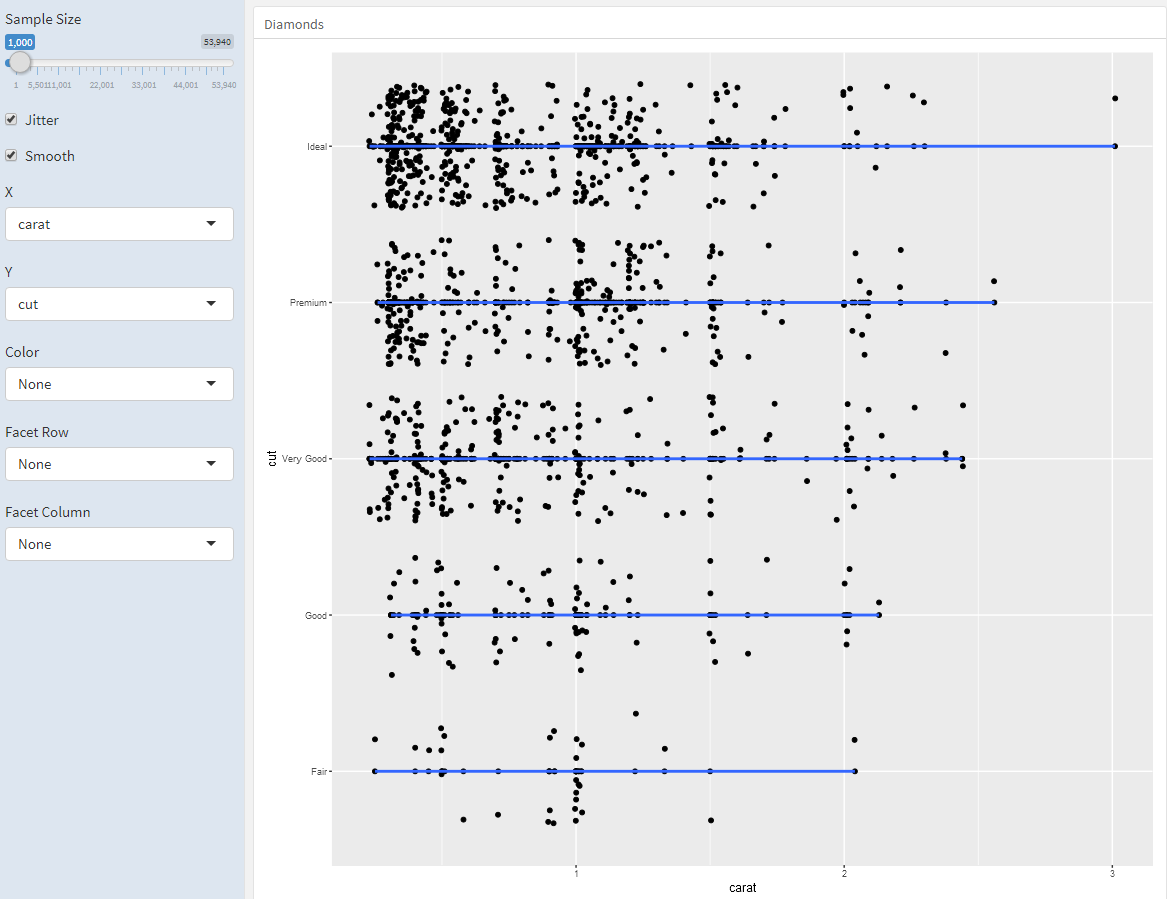 Sample Size
1,000 53,940
1 5,50111,001 22,001 33,001 44,001 53,940
Jitter
Smooth
X
carat
Y
cut
Color
None
Facet Row
None
Facet Column
None
Diamonds
Ideal
Premium
Very Good
Good
Fair
cut
1 2 3
carat